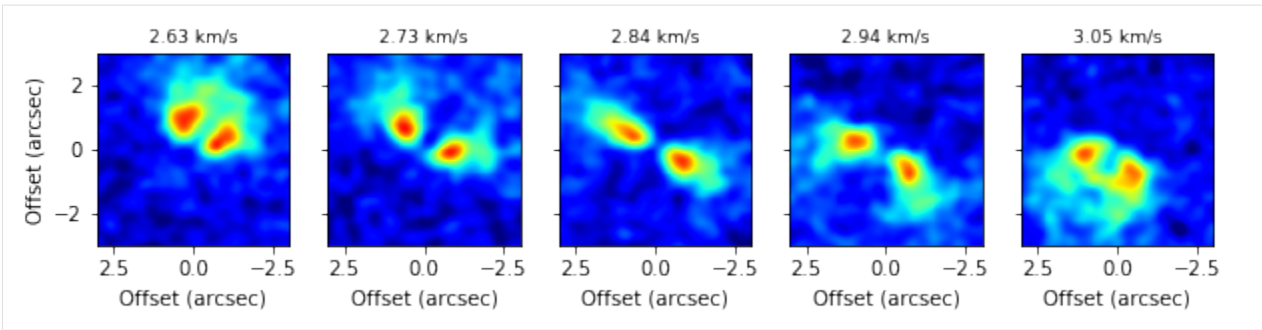 2.63 km/s 2.73 km/s 2.84 km/s 2.94 km/s 3.05 km/s
Offset (arcsec)
2
0
−2
2.5 0.0 −2.5 2.5 0.0 −2.5 2.5 0.0 −2.5 2.5 0.0 −2.5 2.5 0.0 −2.5
Offset (arcsec) Offset (arcsec) Offset (arcsec) Offset (arcsec) Offset (arcsec)